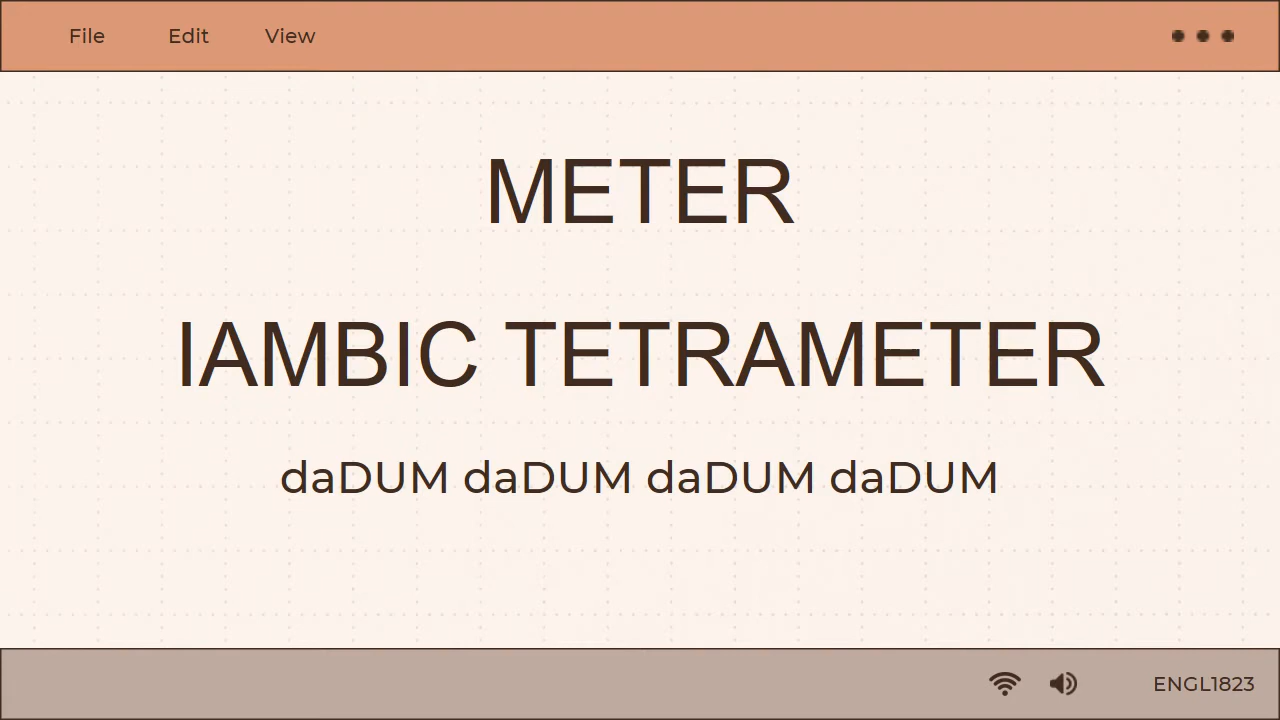 File Edit View
METER
IAMBIC TETRAMETER
daDUM daDUM daDUM daDUM
ENGL1823